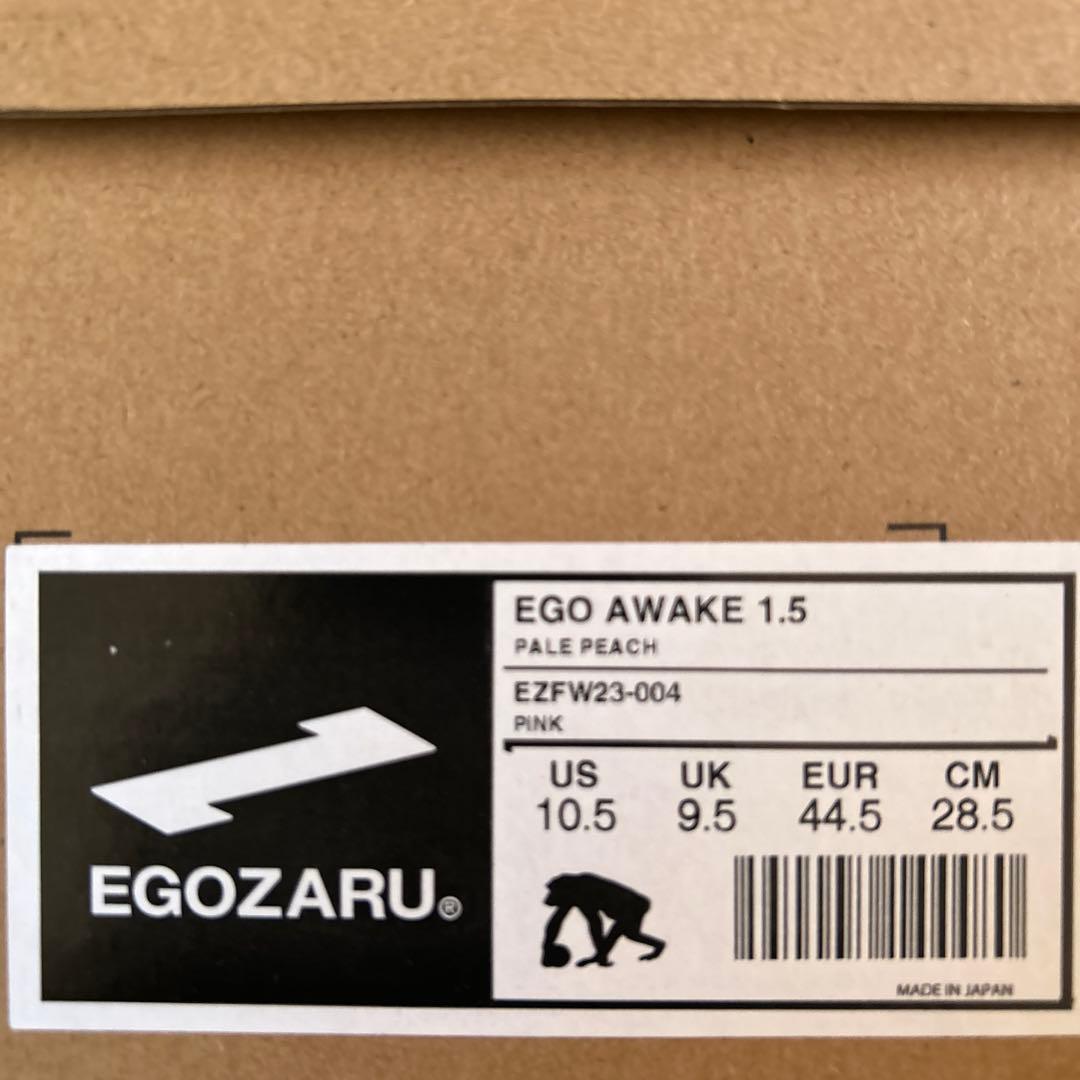 EGOZARU®
EGO AWAKE 1.5
PALE PEACH
EZFW23-004
PINK
US UK EUR CM
10.5 9.5 44.5 28.5
MADE IN JAPAN